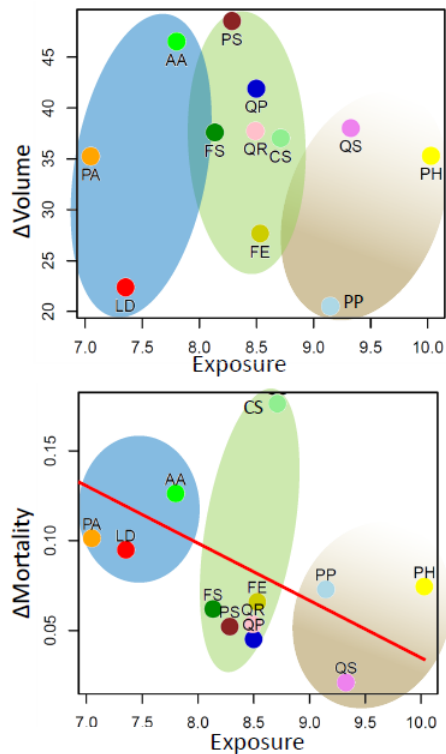 ΔVolume
45
40
35
30
25
20
PS
AA
QP
FS
QR
CS
QS
PA
PH
FE
LD
PP
7.0 7.5 8.0 8.5 9.0 9.5 10.0
Exposure
ΔMortality
0.15
0.10
0.05
CS
AA
PA
LD
FS
FE
PP
PH
PS
QR
QP
QS
7.0 7.5 8.0 8.5 9.0 9.5 10.0
Exposure